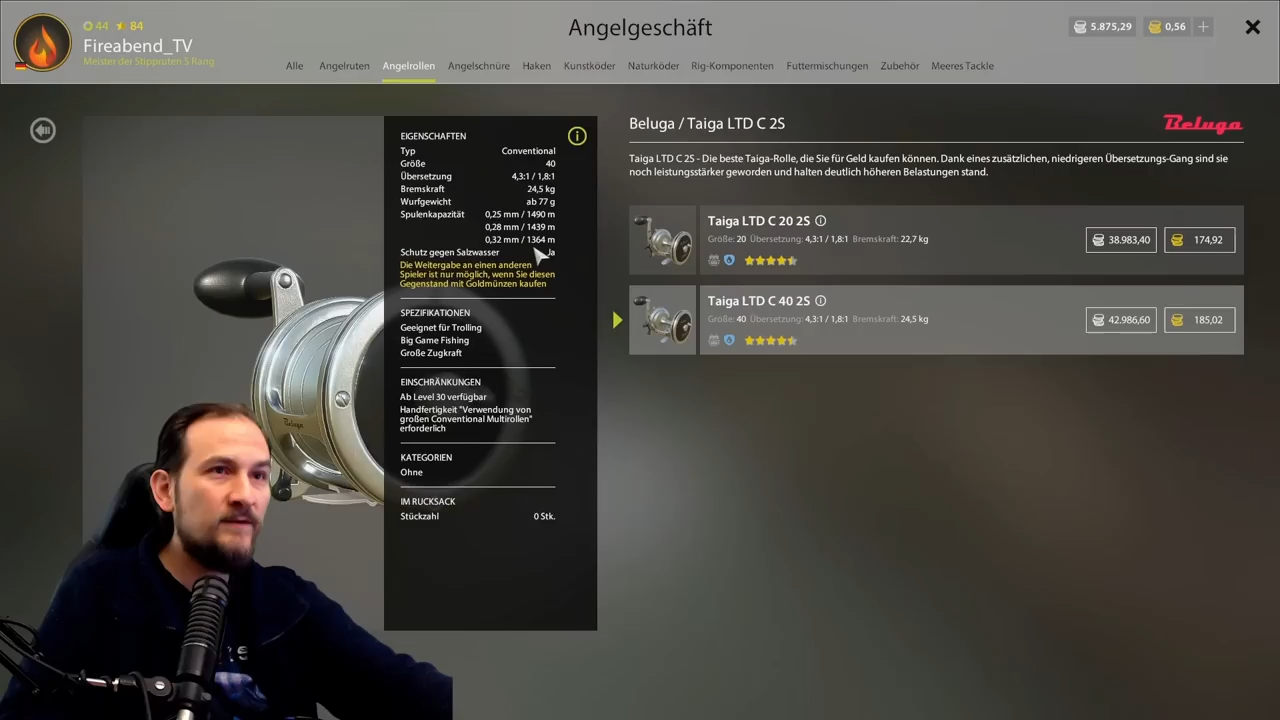 44 84
Fireabend_TV
Meister der Stippruten 5 Rang
Angelgeschäft
5.875,29
0,56
Alle Angelruten Angelrollen Angelschnüre Haken Kunstköder Naturköder Rig-Komponenten Futtermischungen Zubehör Meeres Tackle
EIGENSCHAFTEN
Typ Conventional
Größe 40
Übersetzung 4,3:1 / 1,8:1
Bremskraft 24,5 kg
Wurfgewicht ab 77 g
Spulenkapazität 0,25 mm / 1490 m
0,28 mm / 1439 m
0,32 mm / 1364 m
Schutz gegen Salzwasser Ja
Die Weitergabe an einen anderen
Spieler ist nur möglich, wenn Sie diesen
Gegenstand mit Goldmünzen kaufen
SPEZIFIKATIONEN
Geeignet für Trolling
Big Game Fishing
Große Zugkraft
EINSCHRÄNKUNGEN
Ab Level 30 verfügbar
Handfertigkeit "Verwendung von
großen Conventional Multirollen"
erforderlich
KATEGORIEN
Ohne
IM RUCKSACK
Stückzahl 0 Stk.
Beluga / Taiga LTD C 2S
Beluga
Taiga LTD C 2S - Die beste Taiga-Rolle, die Sie für Geld kaufen können. Dank eines zusätzlichen, niedrigeren Übersetzungs-Gang sind sie
noch leistungsstärker geworden und halten deutlich höheren Belastungen stand.
Taiga LTD C 20 2S
Größe: 20 Übersetzung: 4,3:1 / 1,8:1 Bremskraft: 22,7 kg
38.983,40
174,92
Taiga LTD C 40 2S
Größe: 40 Übersetzung: 4,3:1 / 1,8:1 Bremskraft: 24,5 kg
42.986,60
185,02
Beluga